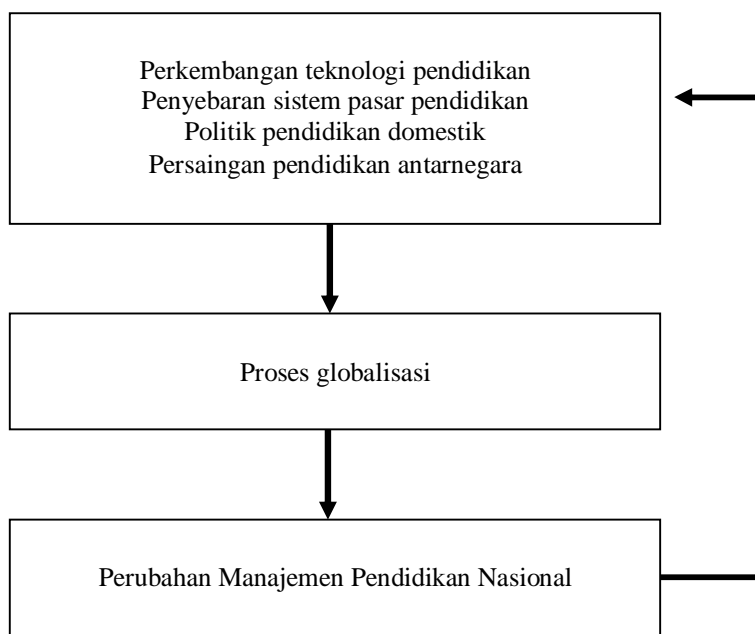 Perkembangan teknologi pendidikan
Penyebaran sistem pasar pendidikan
Politik pendidikan domestik
Persaingan pendidikan antarnegara
Proses globalisasi
Perubahan Manajemen Pendidikan Nasional